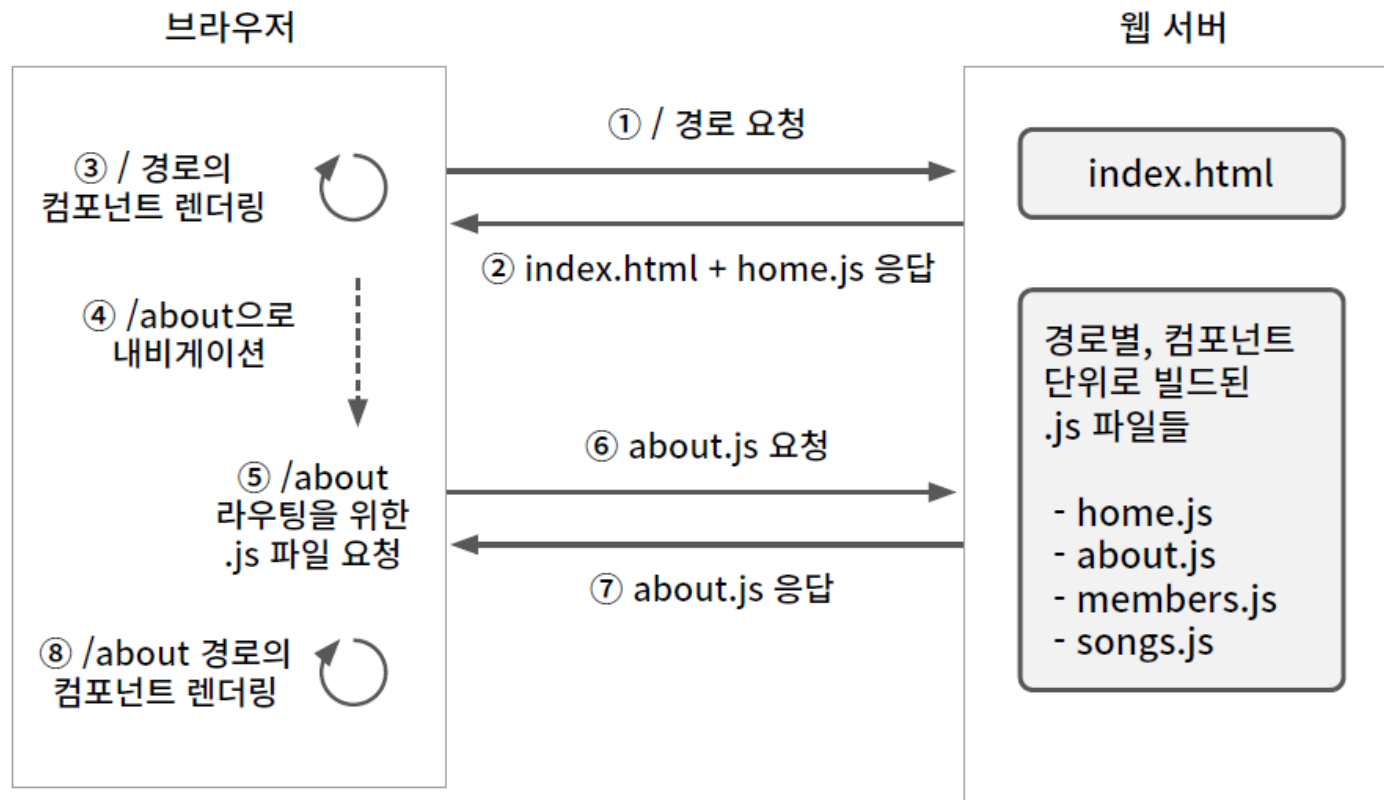 브라우저
웹 서버
① / 경로 요청
③ / 경로의
컴포넌트 렌더링
index.html
② index.html + home.js 응답
④ /about으로
내비게이션
경로별, 컴포넌트
단위로 빌드된
.js 파일들
⑥ about.js 요청
⑤ /about
라우팅을 위한
.js 파일 요청
- home.js
- about.js
- members.js
- songs.js
⑦ about.js 응답
⑧ /about 경로의
컴포넌트 렌더링